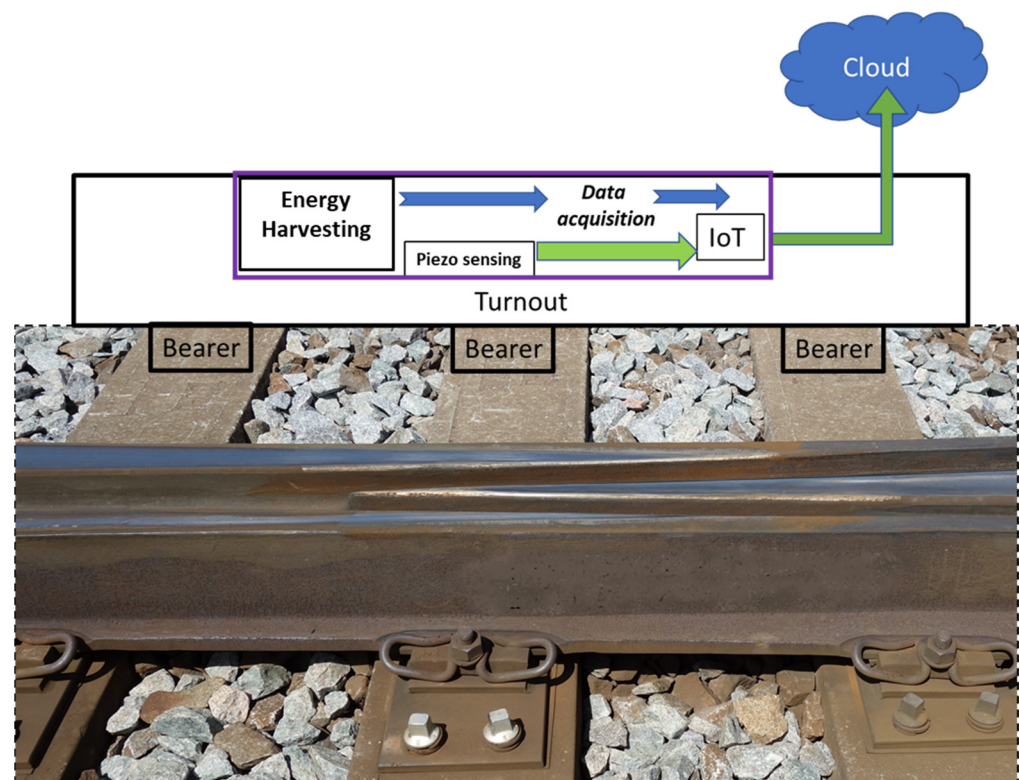 Cloud
Energy
Harvesting
Data
acquisition
IoT
Piezo sensing
Turnout
Bearer
Bearer
Bearer